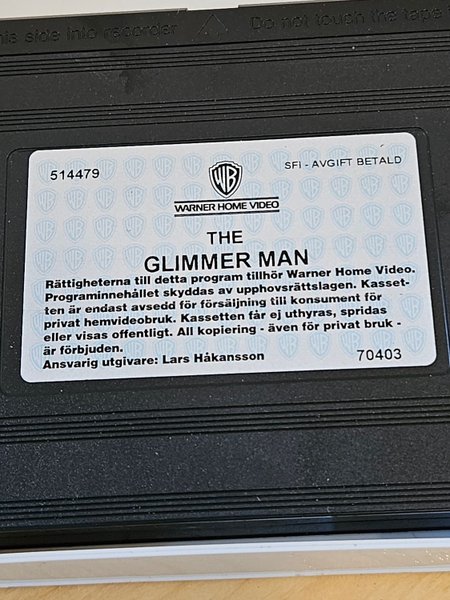 his side into recorder Do not touch the tape
514479 SFI - AVGIFT BETALD
WB
WARNER HOME VIDEO
THE
GLIMMER MAN
Rättigheterna till detta program tillhör Warner Home Video.
Programinnehållet skyddas av upphovsrättslagen. Kasset-
ten är endast avsedd för försäljning till konsument för
privat hemvideobruk. Kassetten får ej uthyras, spridas
eller visas offentligt. All kopiering - även för privat bruk -
är förbjuden.
Ansvarig utgivare: Lars Håkansson 70403